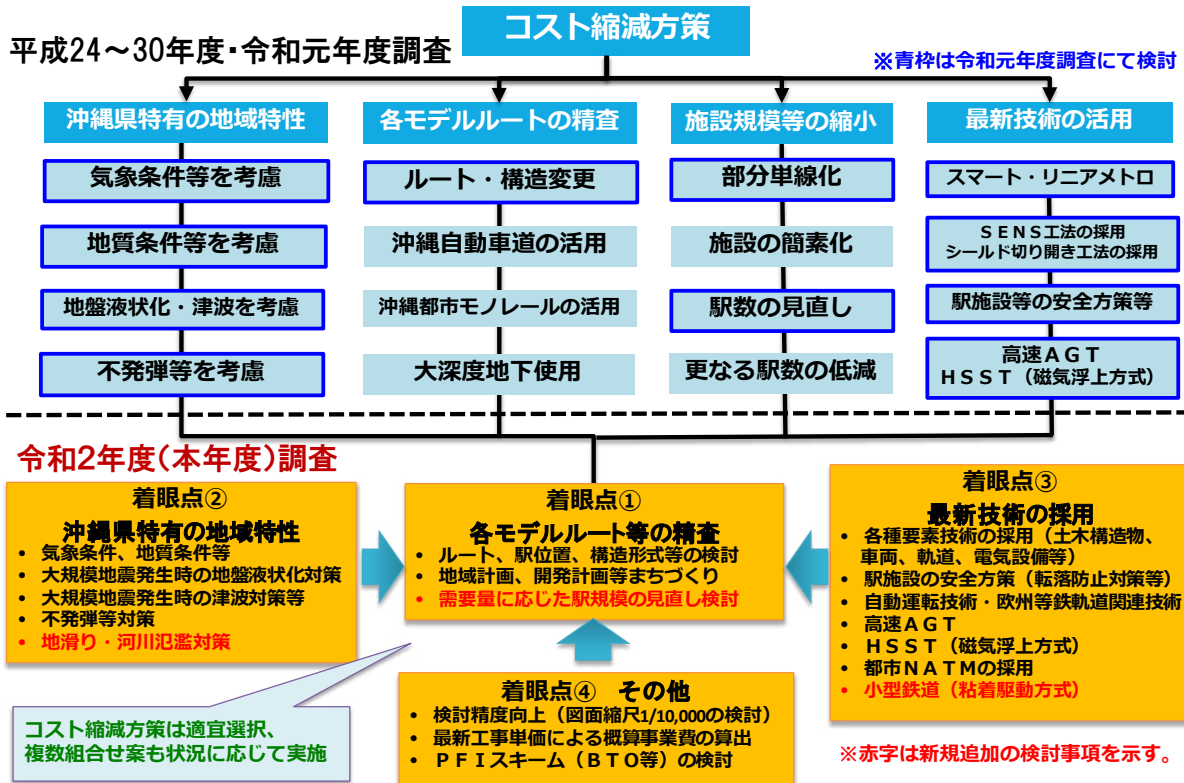 コスト縮減方策
平成24～30年度・令和元年度調査
※青枠は令和元年度調査にて検討
沖縄県特有の地域特性
気象条件等を考慮
地質条件等を考慮
地盤液状化・津波を考慮
不発弾等を考慮
各モデルルートの精査
ルート・構造変更
沖縄自動車道の活用
沖縄都市モノレールの活用
大深度地下使用
施設規模等の縮小
部分単線化
施設の簡素化
駅数の見直し
更なる駅数の低減
最新技術の活用
スマート・リニアメトロ
ＳＥＮＳ工法の採用
シールド切り開き工法の採用
駅施設等の安全方策等
高速ＡＧＴ
ＨＳＳＴ（磁気浮上方式）
令和2年度(本年度)調査
着眼点②
沖縄県特有の地域特性
• 気象条件、地質条件等
• 大規模地震発生時の地盤液状化対策
• 大規模地震発生時の津波対策等
• 不発弾等対策
• 地滑り・河川氾濫対策
着眼点①
各モデルルート等の精査
• ルート、駅位置、構造形式等の検討
• 地域計画、開発計画等まちづくり
• 需要量に応じた駅規模の見直し検討
着眼点③
最新技術の採用
• 各種要素技術の採用（土木構造物、
車両、軌道、電気設備等）
• 駅施設の安全方策（転落防止対策等）
• 自動運転技術・欧州等鉄軌道関連技術
• 高速ＡＧＴ
• ＨＳＳＴ（磁気浮上方式）
• 都市ＮＡＴＭの採用
• 小型鉄道（粘着駆動方式）
着眼点④ その他
• 検討精度向上（図面縮尺1/10,000の検討）
• 最新工事単価による概算事業費の算出
• ＰＦＩスキーム（ＢＴＯ等）の検討
コスト縮減方策は適宜選択、
複数組合せ案も状況に応じて実施
※赤字は新規追加の検討事項を示す。